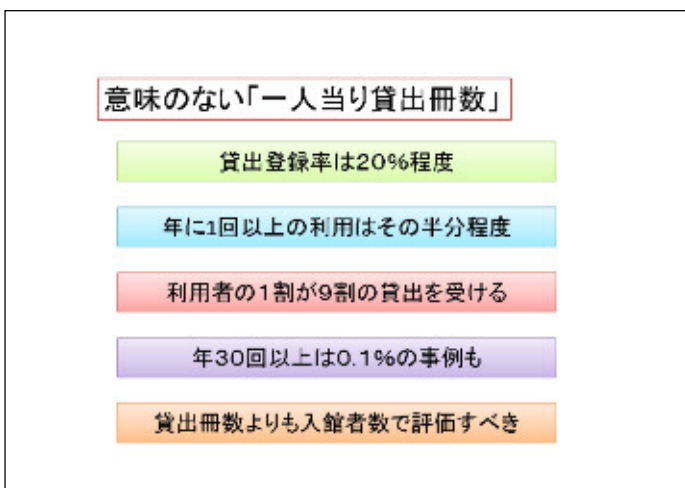 意味のない「一人当り貸出冊数」
貸出登録率は20%程度
年に1回以上の利用はその半分程度
利用者の1割が9割の貸出を受ける
年30回以上は0.1%の事例も
貸出冊数よりも入館者数で評価すべき